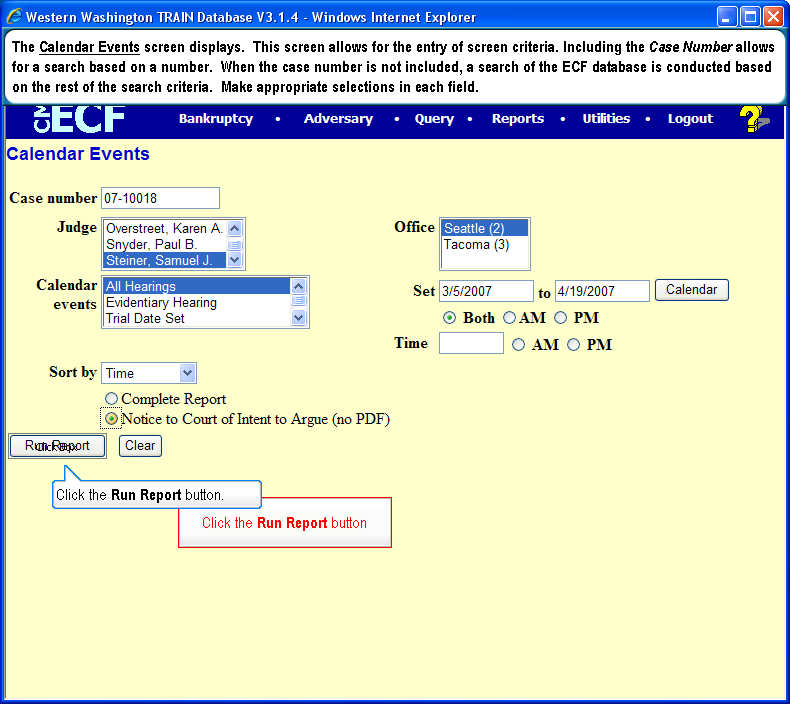 Western Washington TRAIN Database V3.1.4 - Windows Internet Explorer
The Calendar Events screen displays. This screen allows for the entry of screen criteria. Including the Case Number allows
for a search based on a number. When the case number is not included, a search of the ECF database is conducted based
on the rest of the search criteria. Make appropriate selections in each field.
CM ECF Bankruptcy • Adversary • Query • Reports • Utilities • Logout ?
Calendar Events
Case number 07-10018
Judge Overstreet, Karen A.
Snyder, Paul B.
Steiner, Samuel J.
Office Seattle (2)
Tacoma (3)
Calendar
events
All Hearings
Evidentiary Hearing
Trial Date Set
Set 3/5/2007 to 4/19/2007 Calendar
Both AM PM
Time AM PM
Sort by Time
Complete Report
Notice to Court of Intent to Argue (no PDF)
Run Report Clear
Click Box
Click the Run Report button.
Click the Run Report button